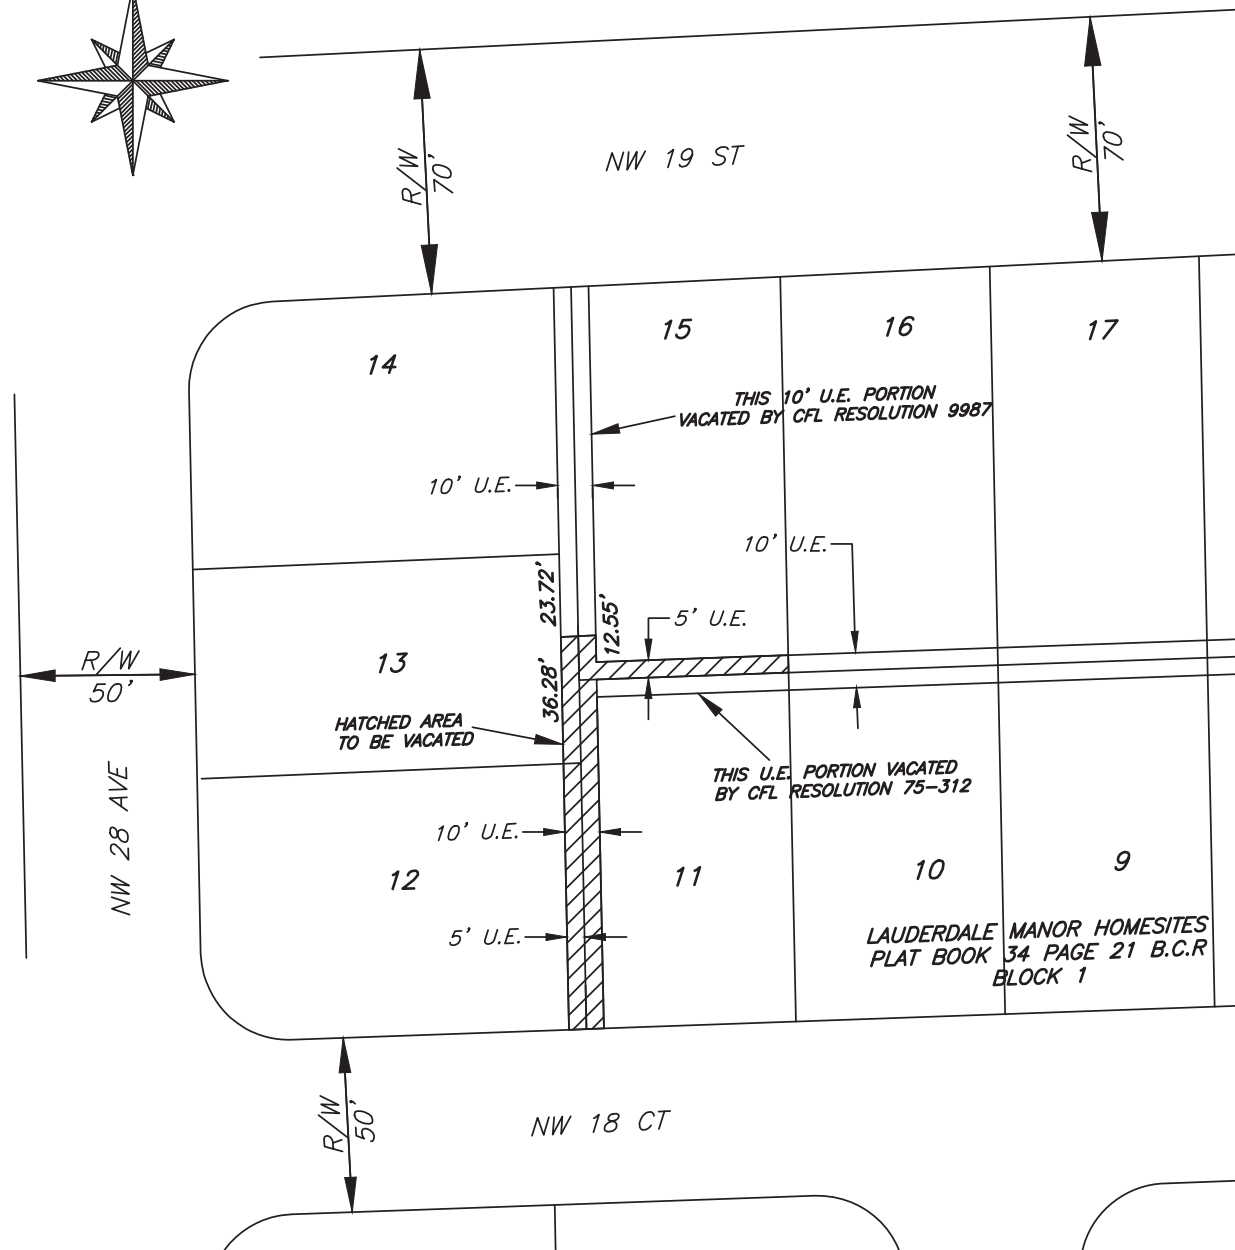 R/W
70'
NW 19 ST
R/W
70'
14
15
16
17
THIS 10' U.E. PORTION
VACATED BY CFL RESOLUTION 9987
10' U.E.
10' U.E.
23.72'
12.55'
5' U.E.
R/W
50'
13
36.28'
HATCHED AREA
TO BE VACATED
THIS U.E. PORTION VACATED
BY CFL RESOLUTION 75-312
NW 28 AVE
10' U.E.
12
11
10
9
5' U.E.
LAUDERDALE MANOR HOMESITES
PLAT BOOK 34 PAGE 21 B.C.R
BLOCK 1
R/W
50'
NW 18 CT